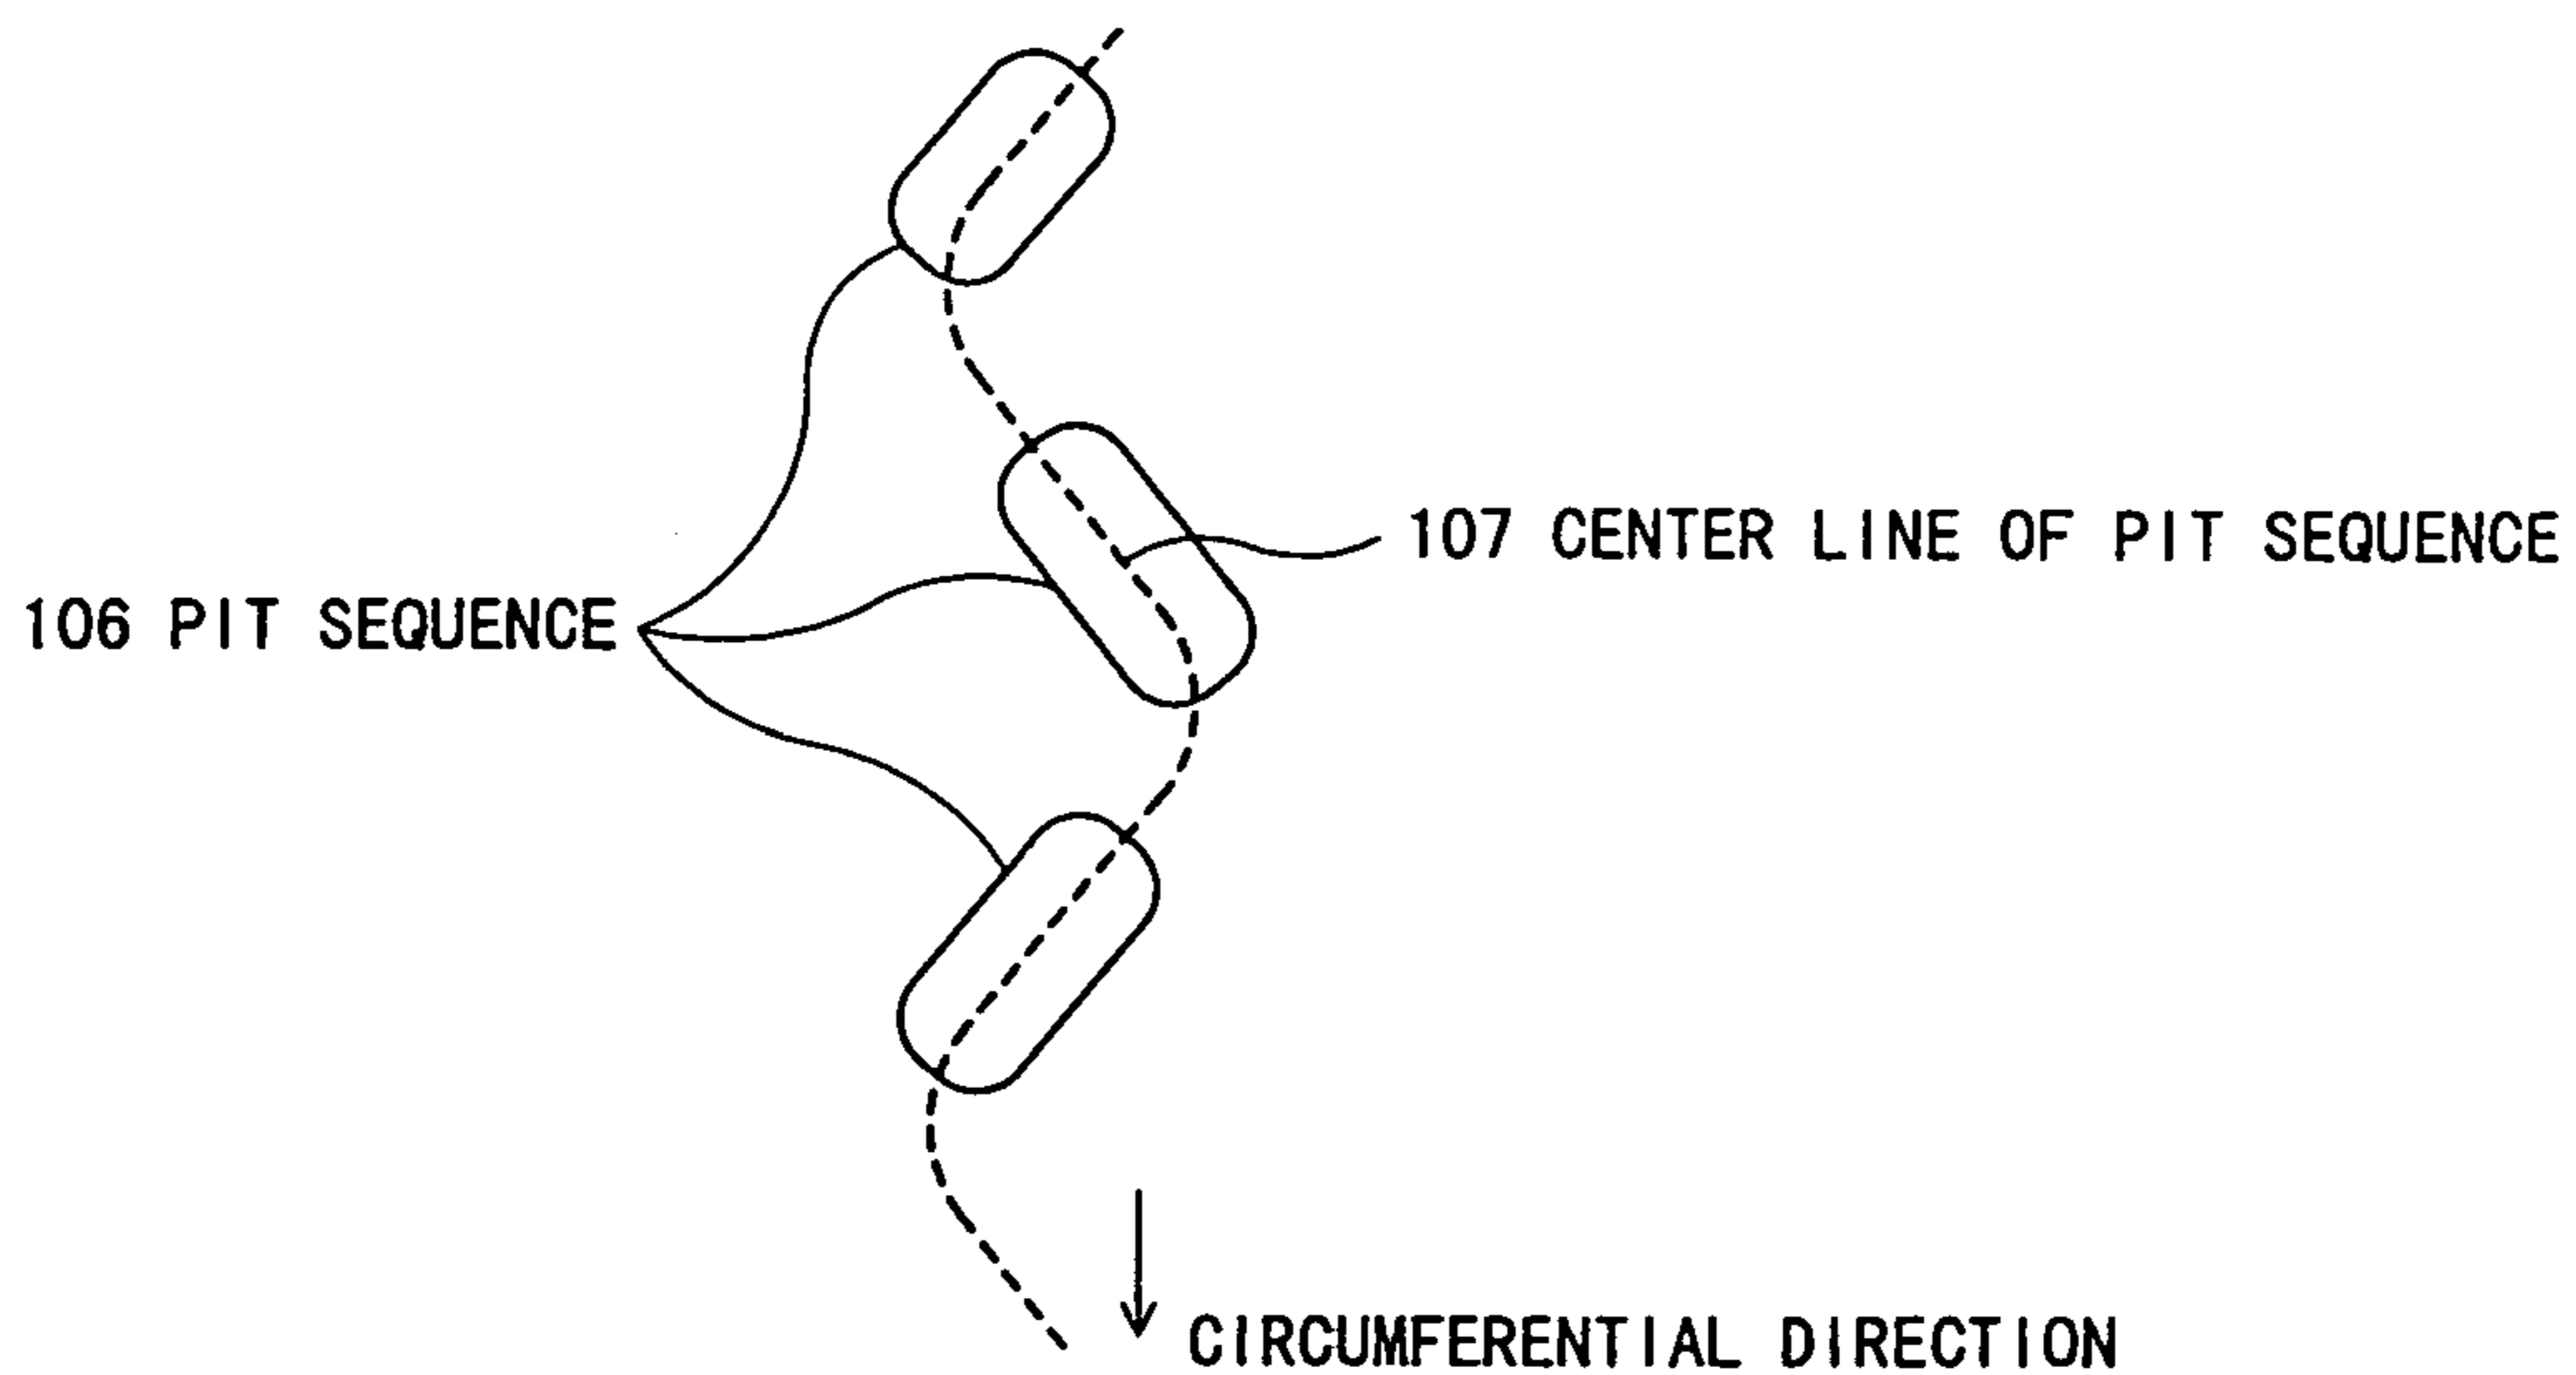 107 CENTER LINE OF PIT SEQUENCE
106 PIT SEQUENCE
CIRCUMFERENTIAL DIRECTION